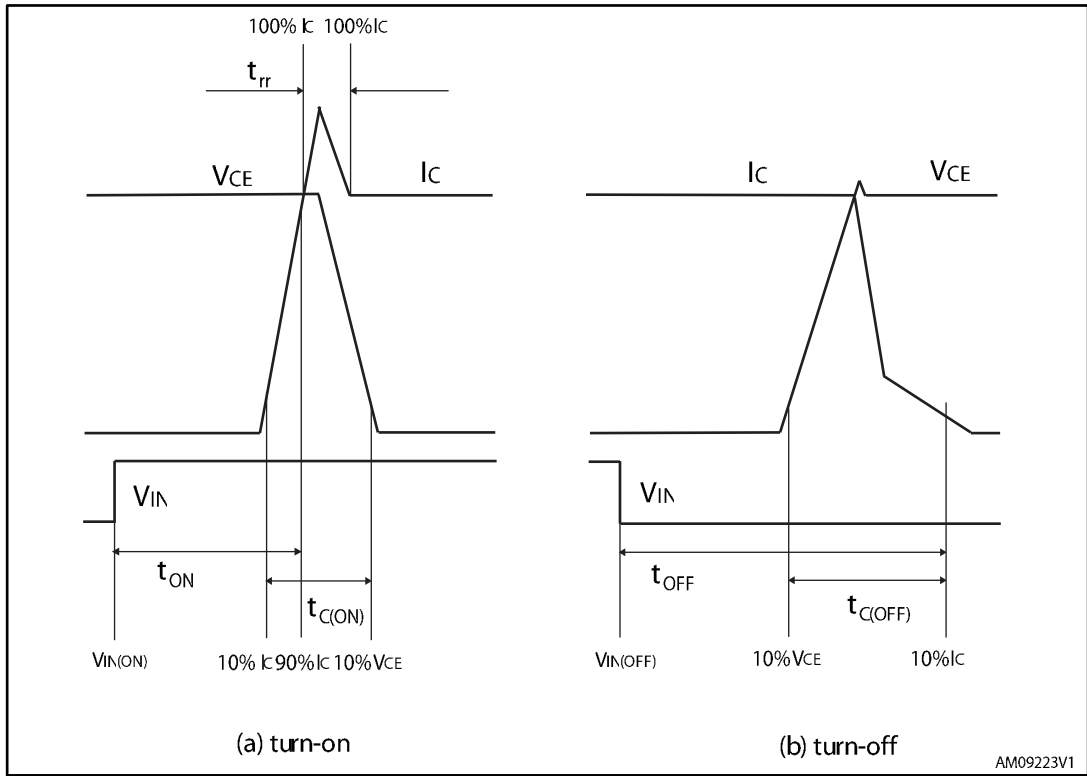 100% IC 100%IC
trr
VCE IC
IC VCE
VIN
VIN
tON
tC(ON)
tOFF
tC(OFF)
VIN(ON) 10% IC 90%IC 10%VCE
VIN(OFF) 10%VCE 10%IC
(a) turn-on
(b) turn-off
AM09223V1